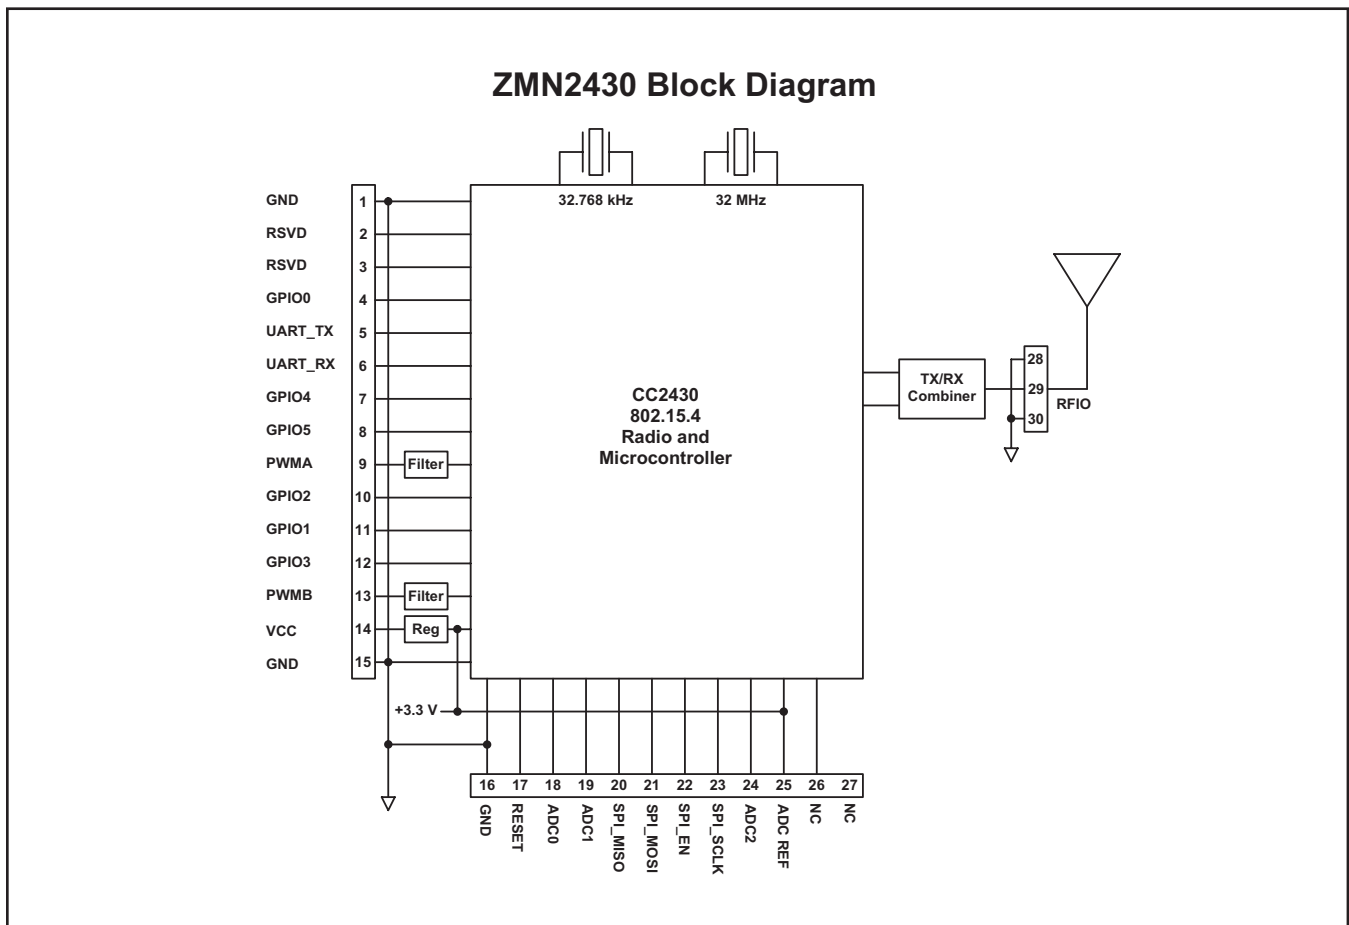 ZMN2430 Block Diagram
32.768 kHz
32 MHz
GND 1
RSVD 2
RSVD 3
GPIO0 4
UART_TX 5
UART_RX 6
GPIO4 7
GPIO5 8
PWMA 9 Filter
GPIO2 10
GPIO1 11
GPIO3 12
PWMB 13 Filter
VCC 14 Reg
GND 15
CC2430
802.15.4
Radio and
Microcontroller
TX/RX
Combiner
28
29
30
RFIO
+3.3 V
16 17 18 19 20 21 22 23 24 25 26 27
GND
RESET
ADC0
ADC1
SPI_MISO
SPI_MOSI
SPI_EN
SPI_SCLK
ADC2
ADC REF
NC
NC